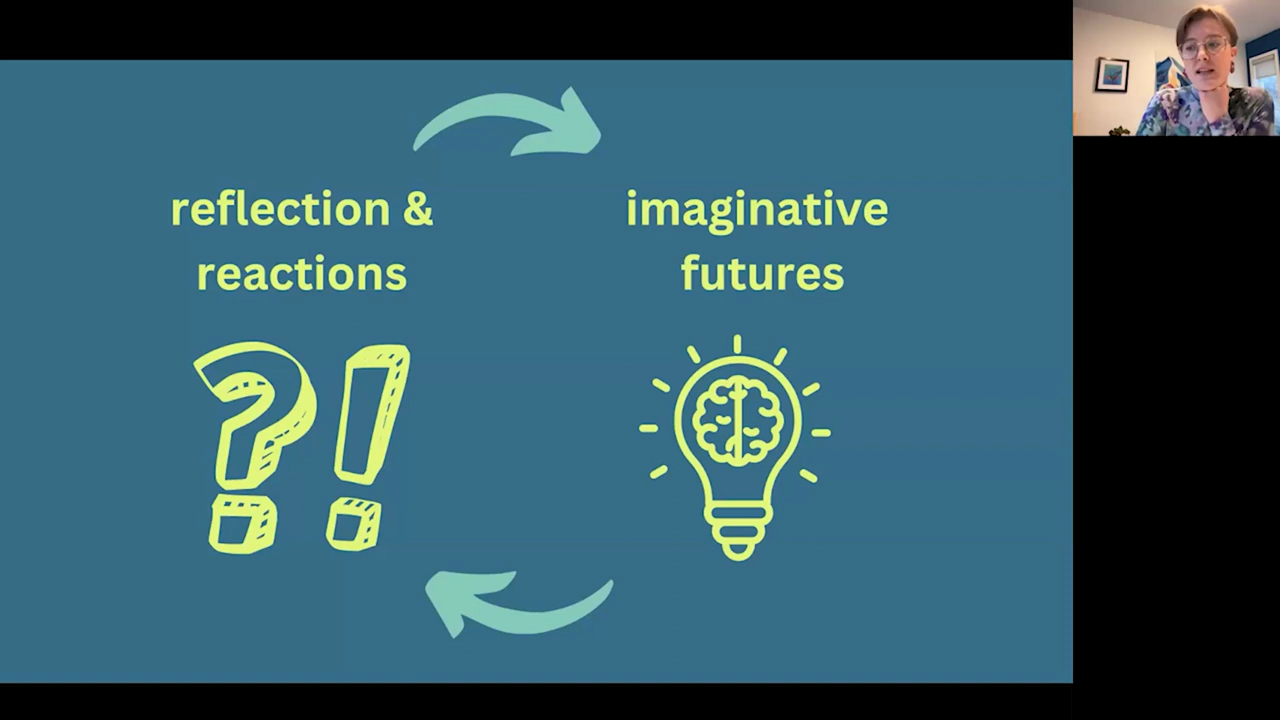 reflection &
reactions
?!
imaginative
futures